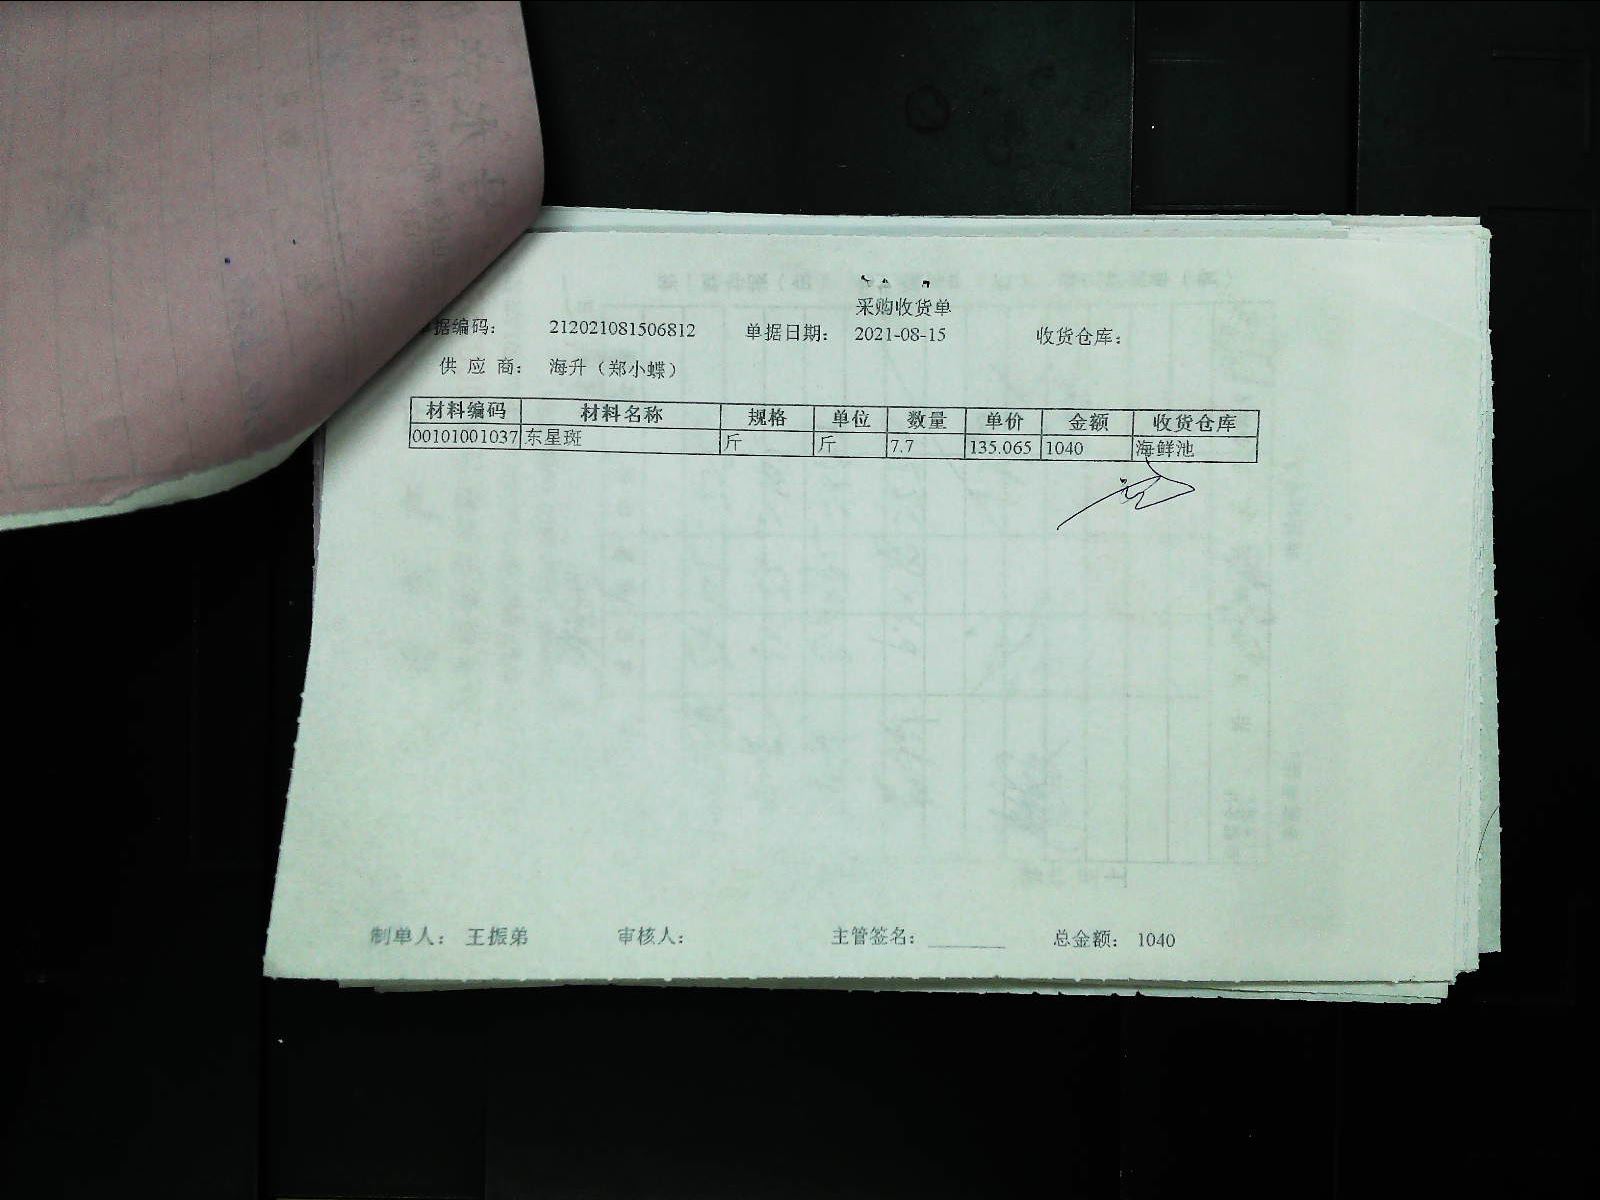 采购收货单
单据编码： 212021081506812 单据日期： 2021-08-15 收货仓库：
供 应 商： 海升（郑小蝶）
材料编码 材料名称 规格 单位 数量 单价 金额 收货仓库
00101001037 东星斑 斤 斤 7.7 135.065 1040 海鲜池
制单人： 王振弟 审核人： 主管签名： 总金额： 1040